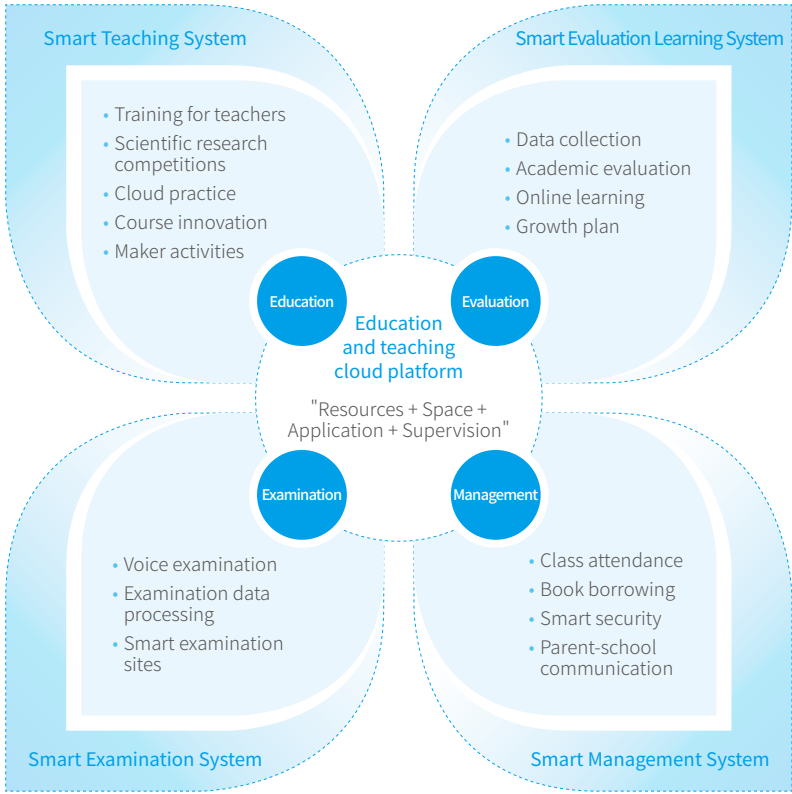 Smart Teaching System
• Training for teachers
• Scientific research
competitions
• Cloud practice
• Course innovation
• Maker activities
Smart Evaluation Learning System
• Data collection
• Academic evaluation
• Online learning
• Growth plan
Education
Evaluation
Education
and teaching
cloud platform
"Resources + Space +
Application + Supervision"
Examination
Management
• Voice examination
• Examination data
processing
• Smart examination
sites
Smart Examination System
• Class attendance
• Book borrowing
• Smart security
• Parent-school
communication
Smart Management System